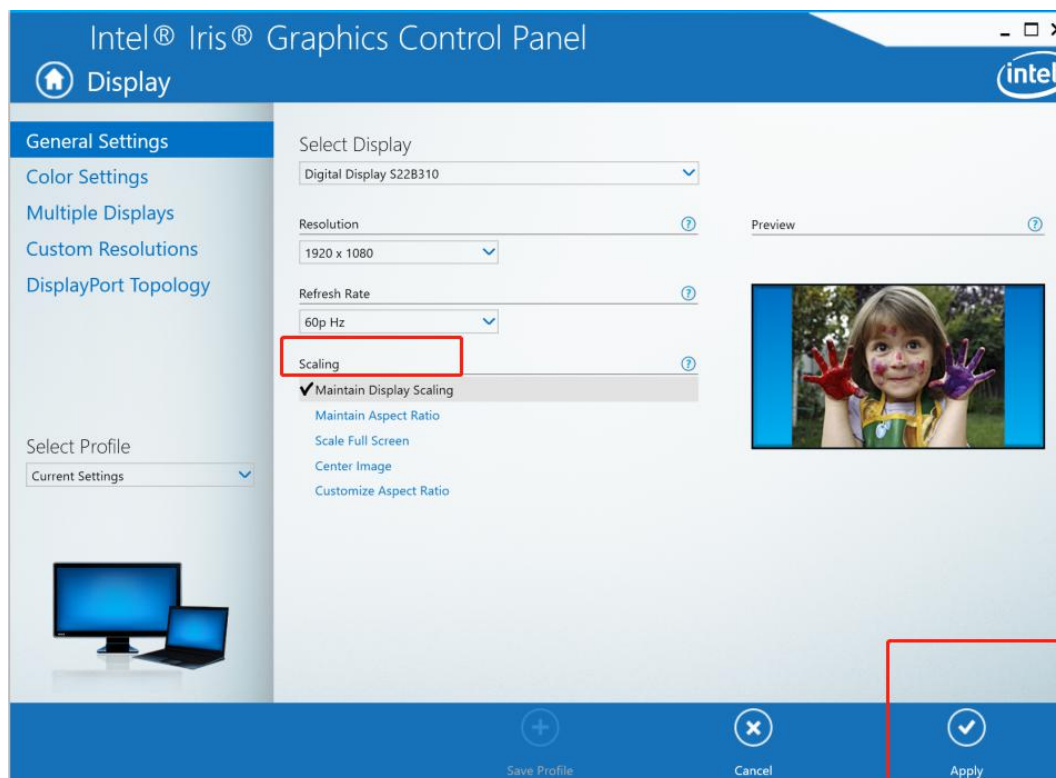 Intel® Iris® Graphics Control Panel
Display
intel
General Settings
Color Settings
Multiple Displays
Custom Resolutions
DisplayPort Topology
Select Profile
Current Settings
Select Display
Digital Display S22B310
Resolution
?
1920 x 1080
Refresh Rate
?
60p Hz
Scaling
?
Maintain Display Scaling
Maintain Aspect Ratio
Scale Full Screen
Center Image
Customize Aspect Ratio
Preview
?
Save Profile
Cancel
Apply